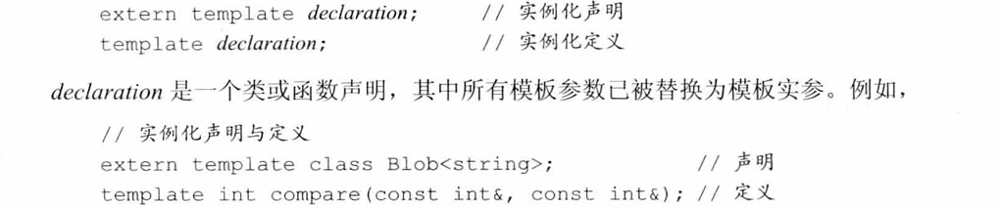 extern template declaration; // 实例化声明
template declaration; // 实例化定义
declaration 是一个类或函数声明，其中所有模板参数已被替换为模板实参。例如，
// 实例化声明与定义
extern template class Blob<string>; // 声明
template int compare(const int&, const int&); // 定义